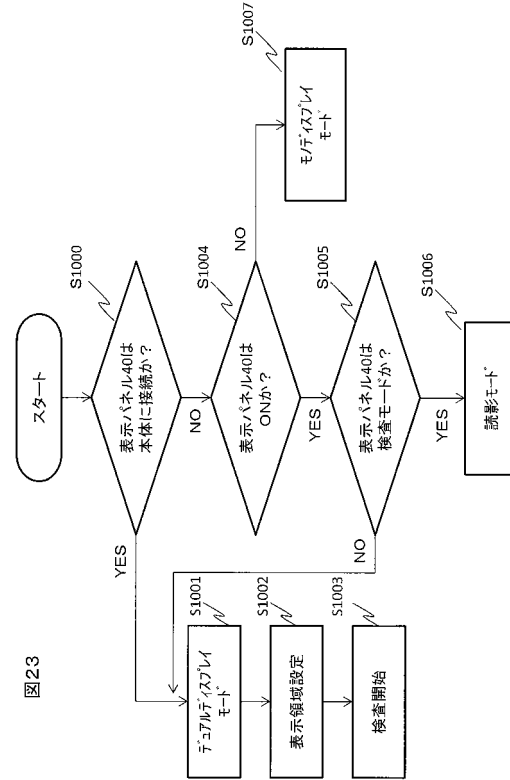 図23
スタート
表示パネル40は
本体に接続か?
S1000
YES
NO
デュアルディスプレイ
モード
S1001
表示領域設定
S1002
検査開始
S1003
表示パネル40は
ONか?
S1004
NO
YES
表示パネル40は
検査モードか?
S1005
NO
YES
読影モード
S1006
モノディスプレイ
モード
S1007